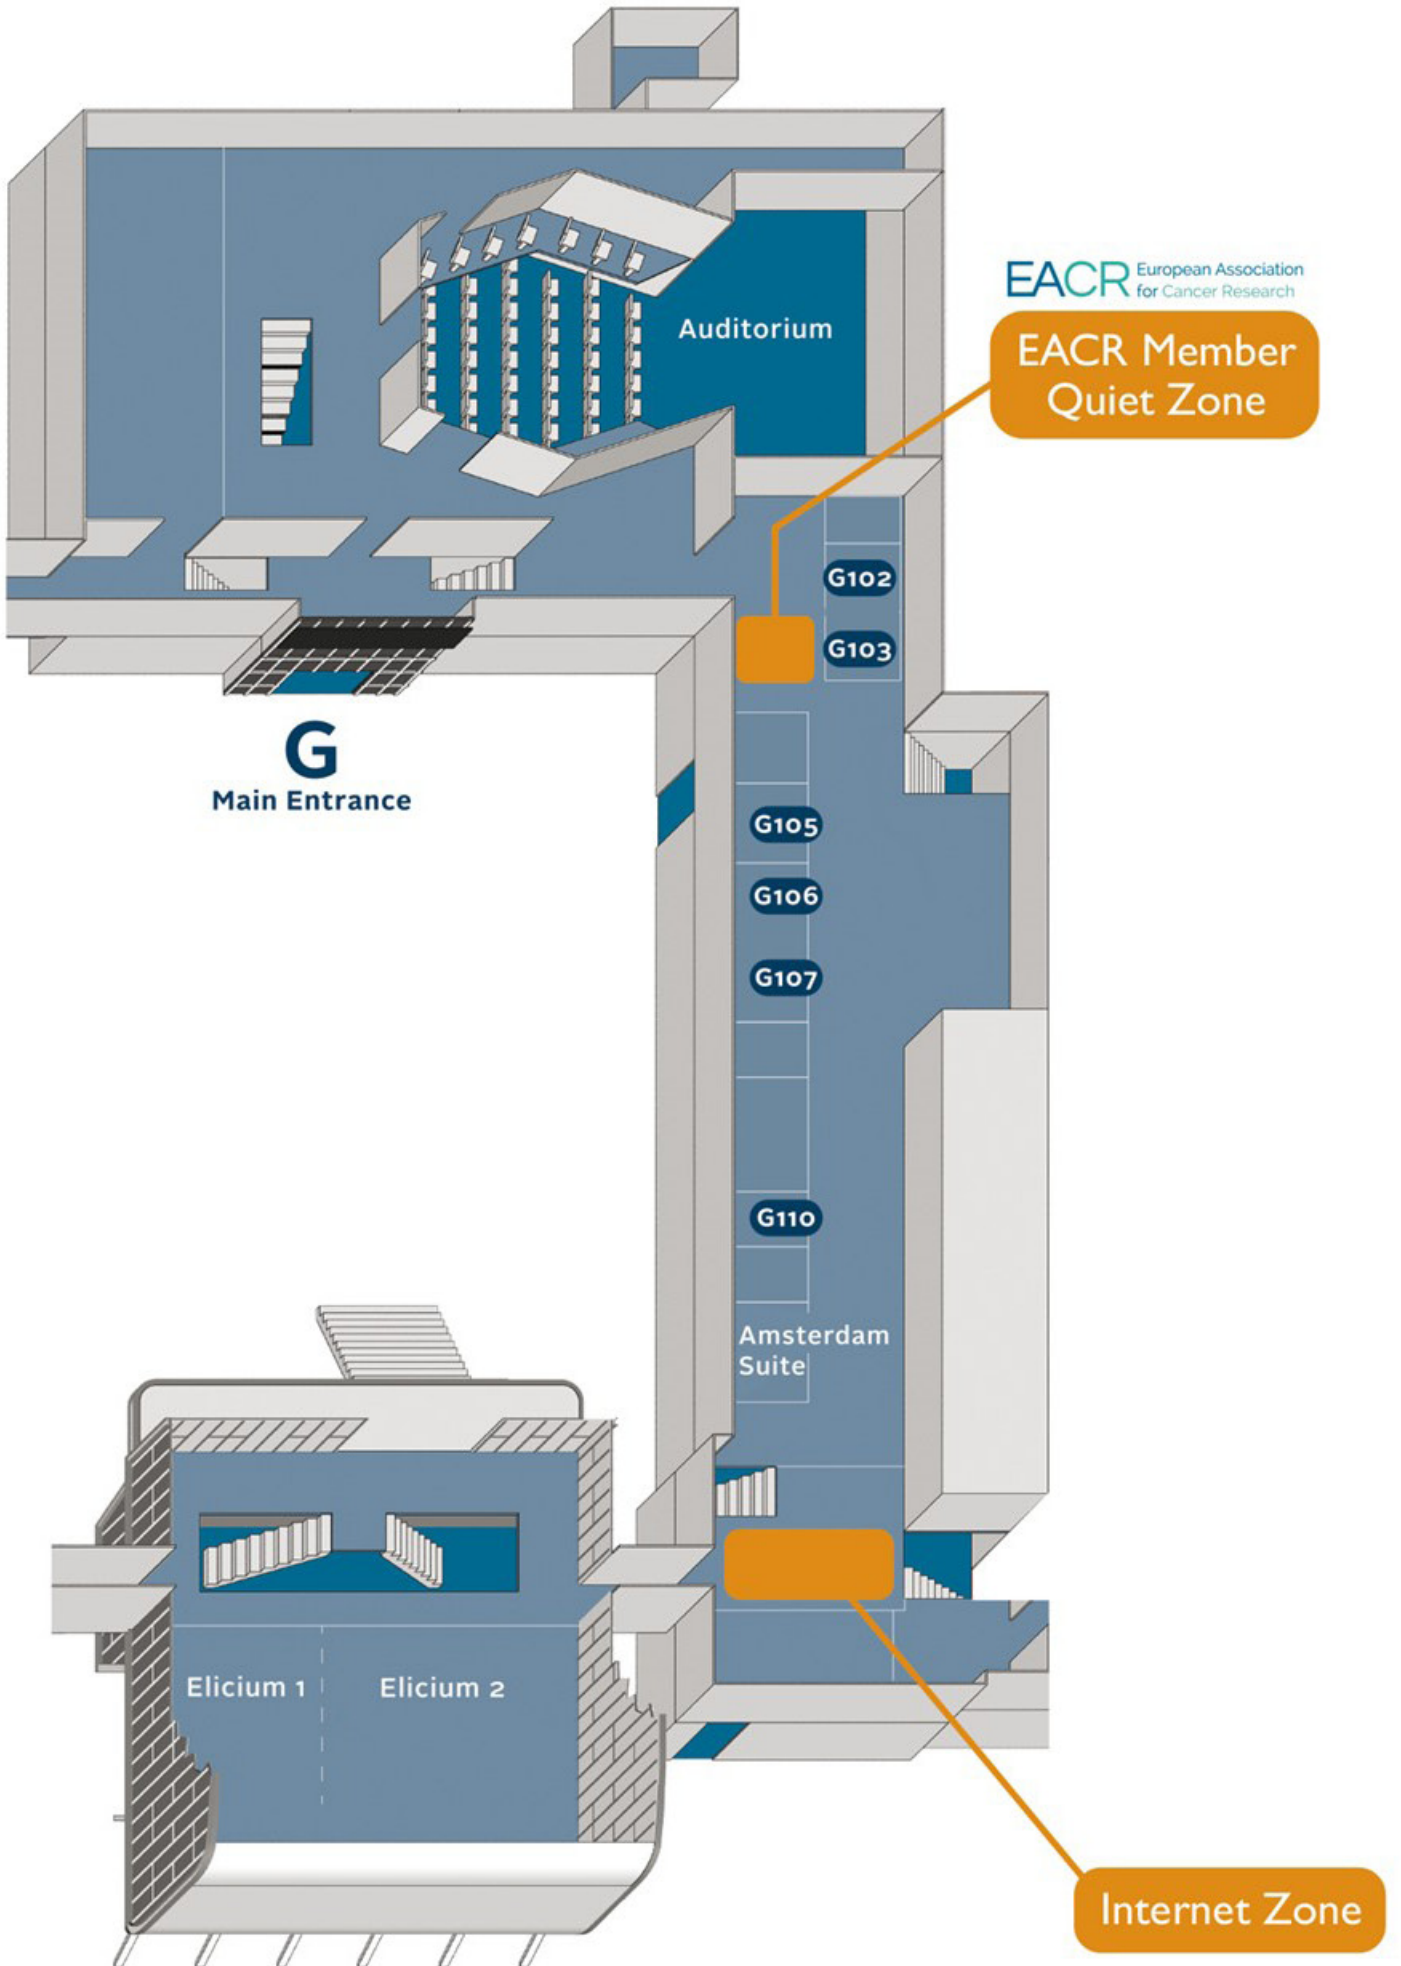 EACR European Association
for Cancer Research
EACR Member
Quiet Zone
Auditorium
G102
G103
G
Main Entrance
G105
G106
G107
G110
Amsterdam
Suite
Elicium 1
Elicium 2
Internet Zone